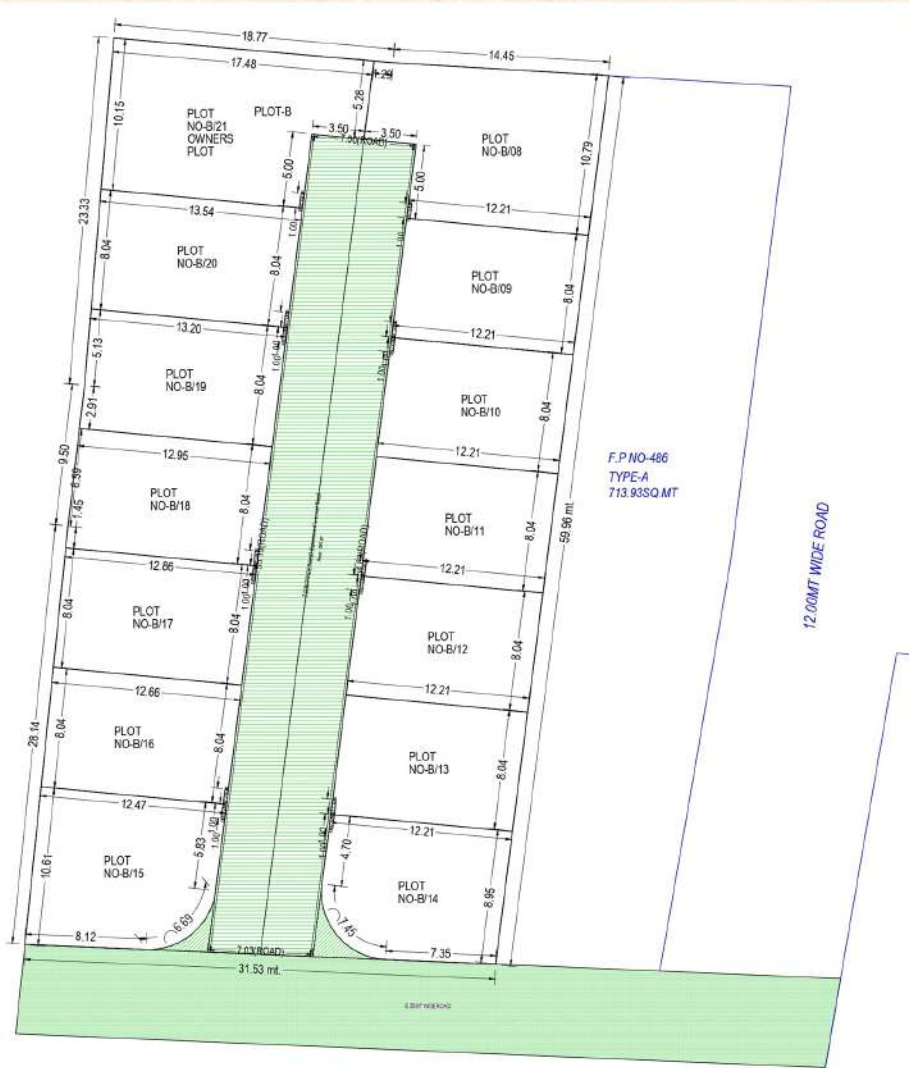 18.77
14.45
17.48
5.28
10.15
PLOT
NO-B/21
OWNERS
PLOT
PLOT-B
3.50
3.50
PLOT
NO-B/08
10.79
5.00
5.00
12.21
23.33
13.54
1.00
8.04
PLOT
NO-B/20
8.04
PLOT
NO-B/09
8.04
13.20
12.21
5.13
PLOT
NO-B/19
8.04
2.91
PLOT
NO-B/10
8.04
12.95
12.21
F.P NO-486
TYPE-A
713.93SQ.MT
9.50
1.45
PLOT
NO-B/18
8.04
PLOT
NO-B/11
8.04
59.96 mt.
12.00MT WIDE ROAD
12.86
12.21
8.04
PLOT
NO-B/17
8.04
PLOT
NO-B/12
8.04
12.66
12.21
28.14
8.04
PLOT
NO-B/16
8.04
PLOT
NO-B/13
8.04
12.47
12.21
10.61
PLOT
NO-B/15
5.83
4.70
PLOT
NO-B/14
8.95
8.12
6.69
7.45
7.35
7.03(ROAD)
31.53 mt.